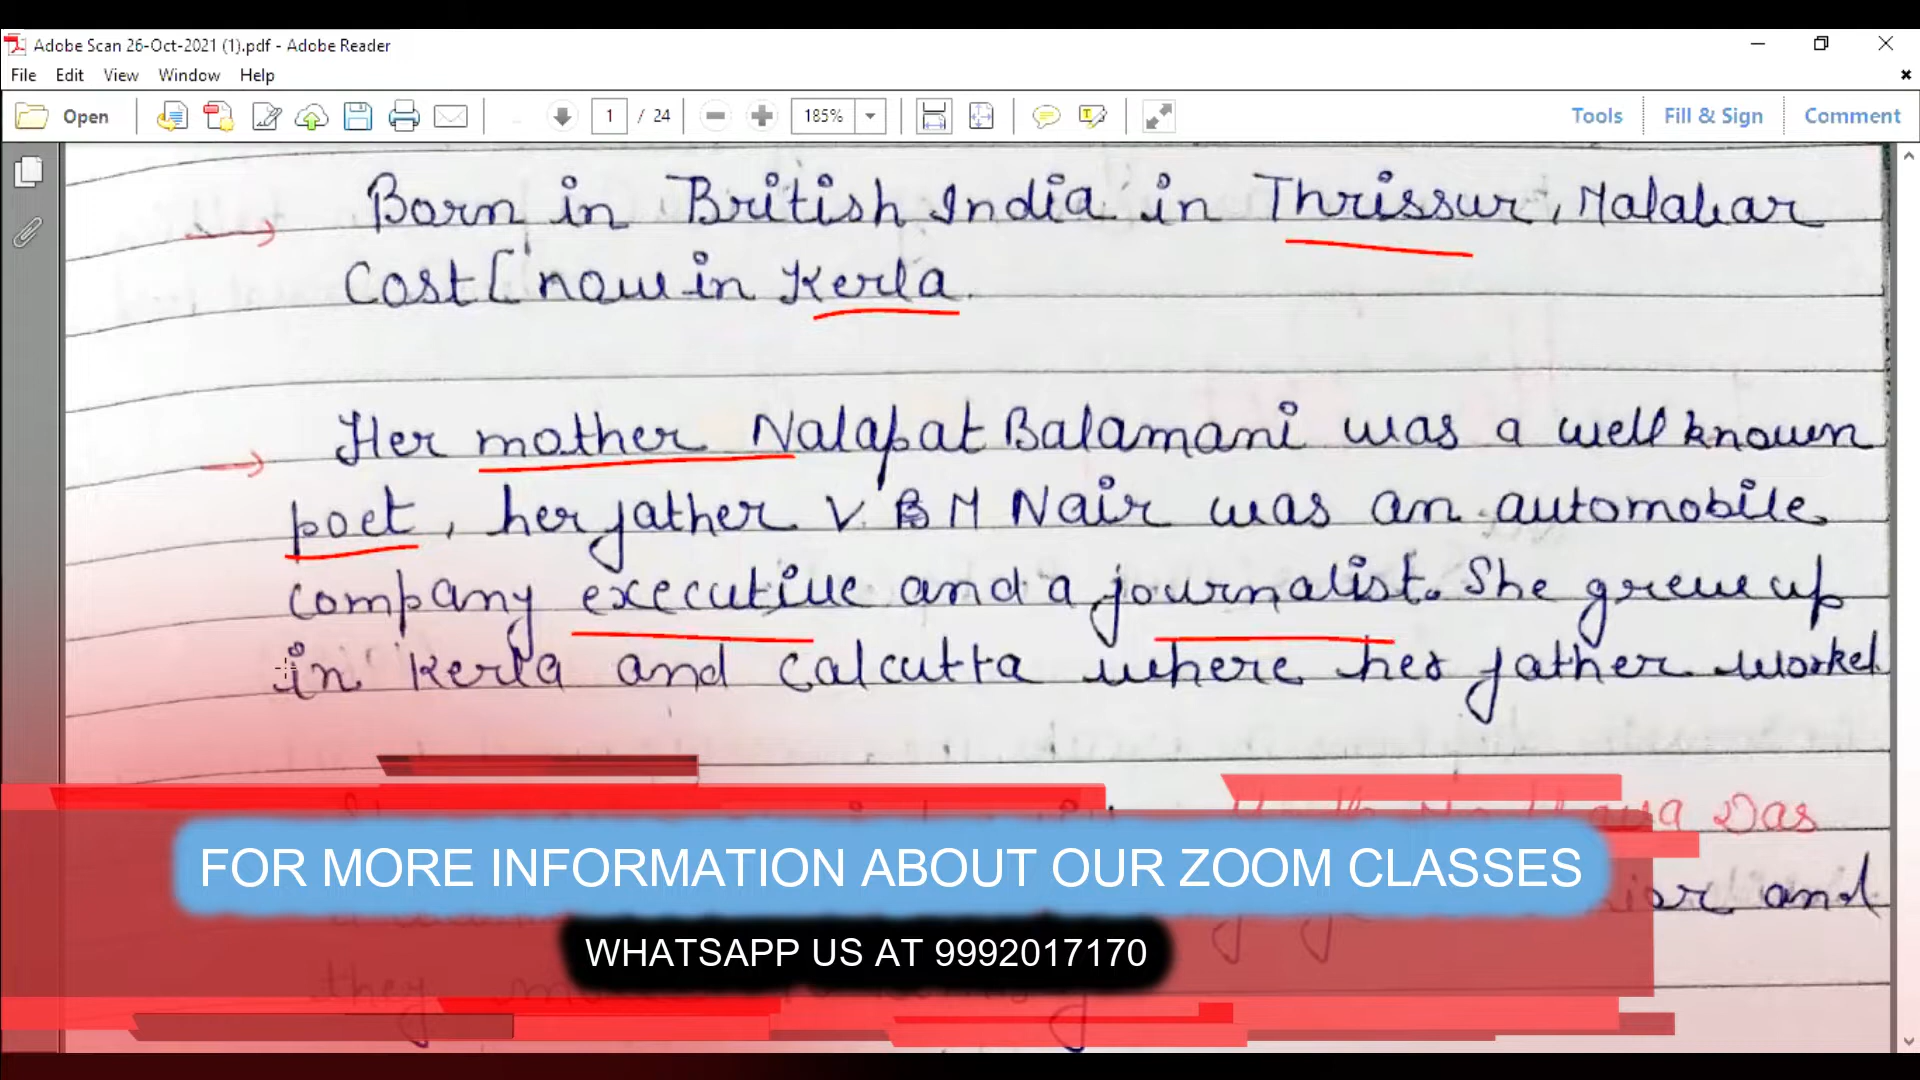 Adobe Scan 26-Oct-2021 (1).pdf - Adobe Reader
File Edit View Window Help
Open 1 / 24 185% Tools Fill & Sign Comment
Born in British India in Thrissur, Malabar
Cost [now in Kerla
Her mother Nalapat Balamani was a well known
poet, her father V B M Nair was an automobile
company executive and a journalist. She grew up
in Kerla and Calcutta where her father worked
Das
FOR MORE INFORMATION ABOUT OUR ZOOM CLASSES
and
WHATSAPP US AT 9992017170
they